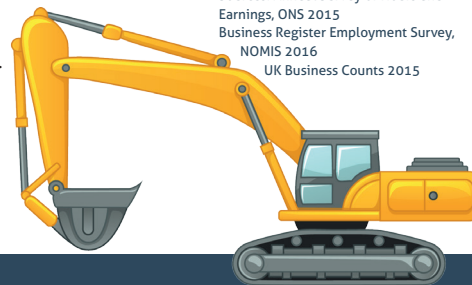 Earnings, ONS 2015
Business Register Employment Survey,
NOMIS 2016
UK Business Counts 2015